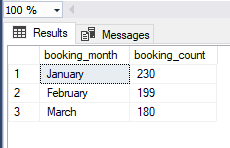 100 %
Results Messages
booking_month booking_count
1 January 230
2 February 199
3 March 180